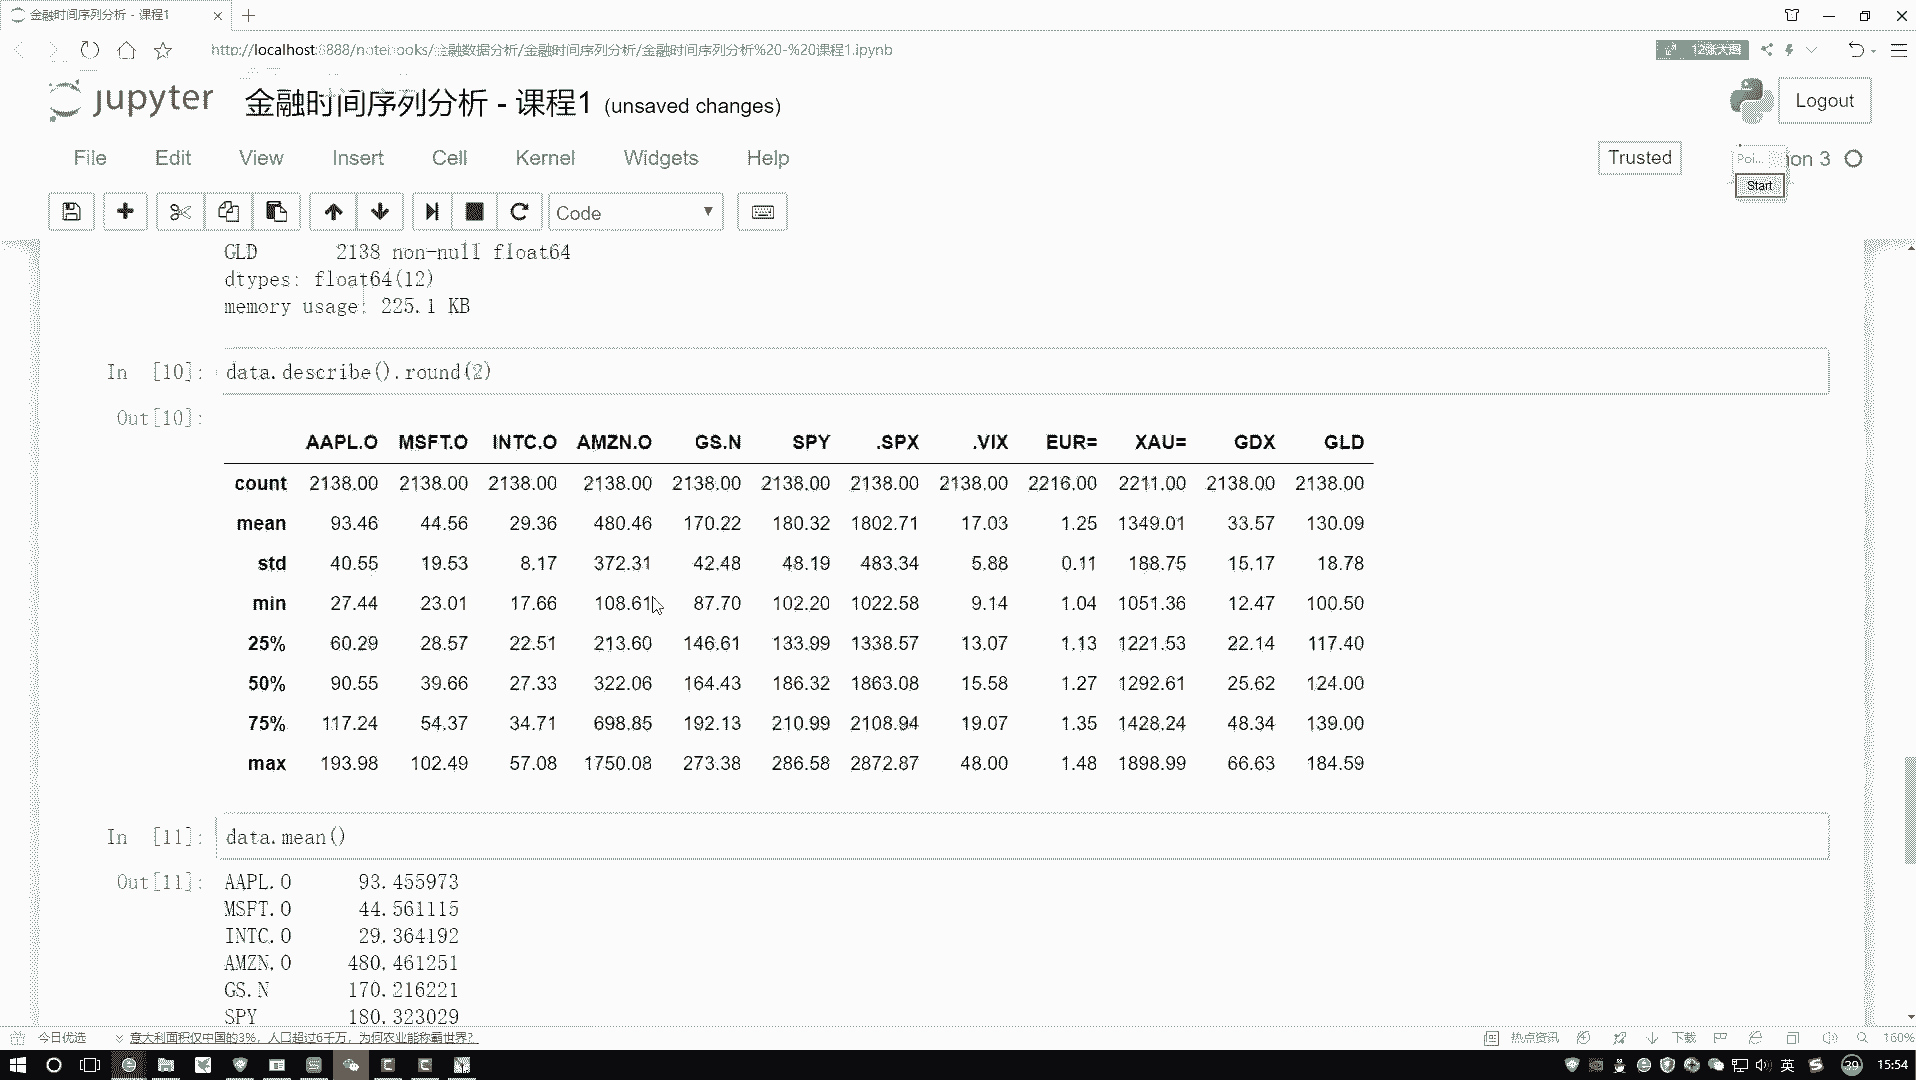 金融时间序列分析 - 课程1
http://localhost:8888/notebooks/金融数据分析/金融时间序列分析/金融时间序列分析%20-%20课程1.ipynb
jupyter 金融时间序列分析 - 课程1 (unsaved changes)
Logout
File Edit View Insert Cell Kernel Widgets Help
Trusted
Poi...
on 3
Start
Code
GLD 2138 non-null float64
dtypes: float64(12)
memory usage: 225.1 KB
In [10]: data.describe().round(2)
Out[10]:
AAPL.O MSFT.O INTC.O AMZN.O GS.N SPY .SPX .VIX EUR= XAU= GDX GLD
count 2138.00 2138.00 2138.00 2138.00 2138.00 2138.00 2138.00 2138.00 2216.00 2211.00 2138.00 2138.00
mean 93.46 44.56 29.36 480.46 170.22 180.32 1802.71 17.03 1.25 1349.01 33.57 130.09
std 40.55 19.53 8.17 372.31 42.48 48.19 483.34 5.88 0.11 188.75 15.17 18.78
min 27.44 23.01 17.66 108.61 87.70 102.20 1022.58 9.14 1.04 1051.36 12.47 100.50
25% 60.29 28.57 22.51 213.60 146.61 133.99 1338.57 13.07 1.13 1221.53 22.14 117.40
50% 90.55 39.66 27.33 322.06 164.43 186.32 1863.08 15.58 1.27 1292.61 25.62 124.00
75% 117.24 54.37 34.71 698.85 192.13 210.99 2108.94 19.07 1.35 1428.24 48.34 139.00
max 193.98 102.49 57.08 1750.08 273.38 286.58 2872.87 48.00 1.48 1898.99 66.63 184.59
In [11]: data.mean()
Out[11]: AAPL.O 93.455973
MSFT.O 44.561115
INTC.O 29.364192
AMZN.O 480.461251
GS.N 170.216221
SPY 180.323029
今日优选 意大利面积仅中国的3%，人口超过6千万，为何农业能称霸世界？ 热点资讯 下载 160%
英 39 15:54